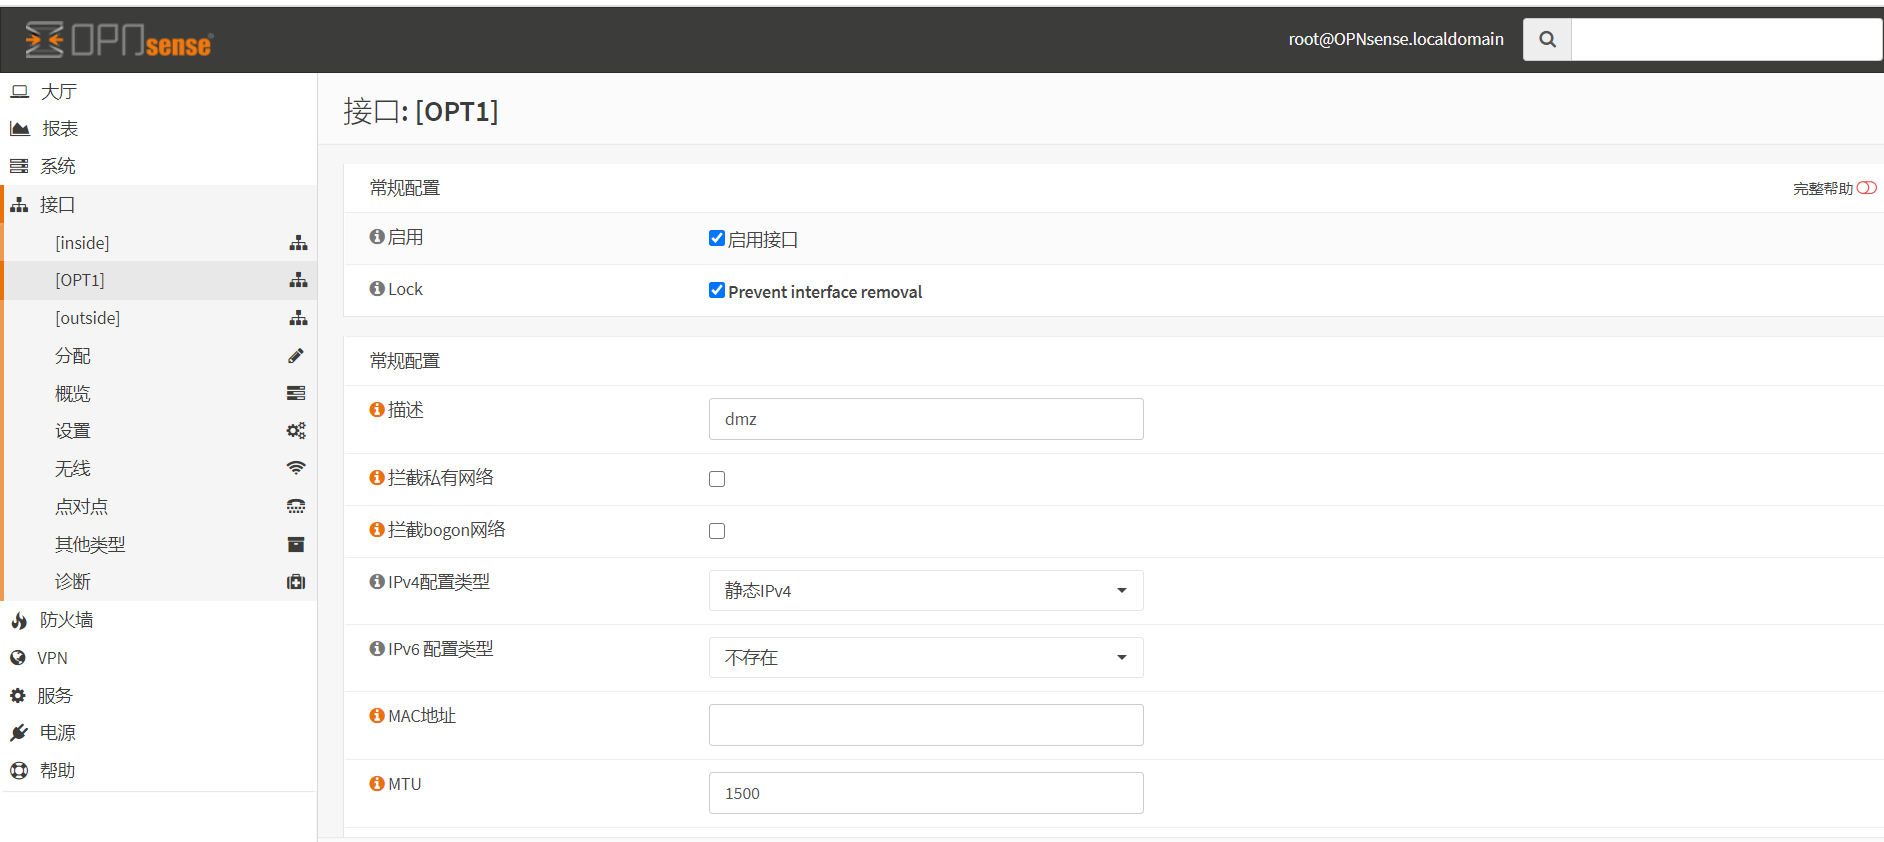 OPNsense
root@OPNsense.localdomain
大厅
报表
系统
接口
[inside]
[OPT1]
[outside]
分配
概览
设置
无线
点对点
其他类型
诊断
防火墙
VPN
服务
电源
帮助
接口: [OPT1]
常规配置
完整帮助
启用
启用接口
Lock
Prevent interface removal
常规配置
描述
dmz
拦截私有网络
拦截bogon网络
IPv4配置类型
静态IPv4
IPv6 配置类型
不存在
MAC地址
MTU
1500